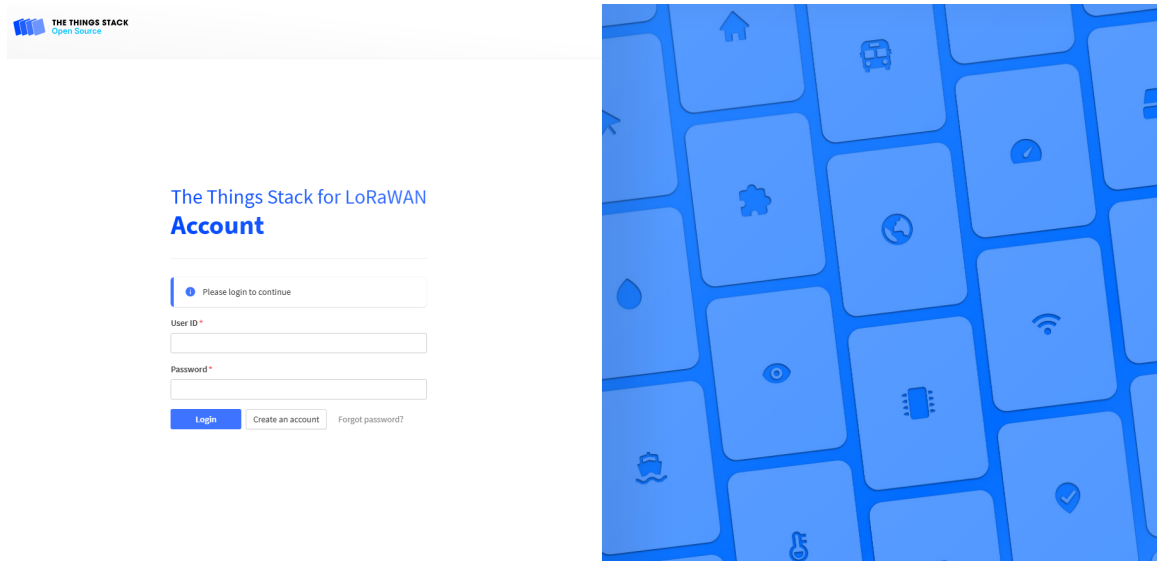 THE THINGS STACK
Open Source
The Things Stack for LoRaWAN
Account
Please login to continue
User ID *
Password *
Login Create an account Forgot password?